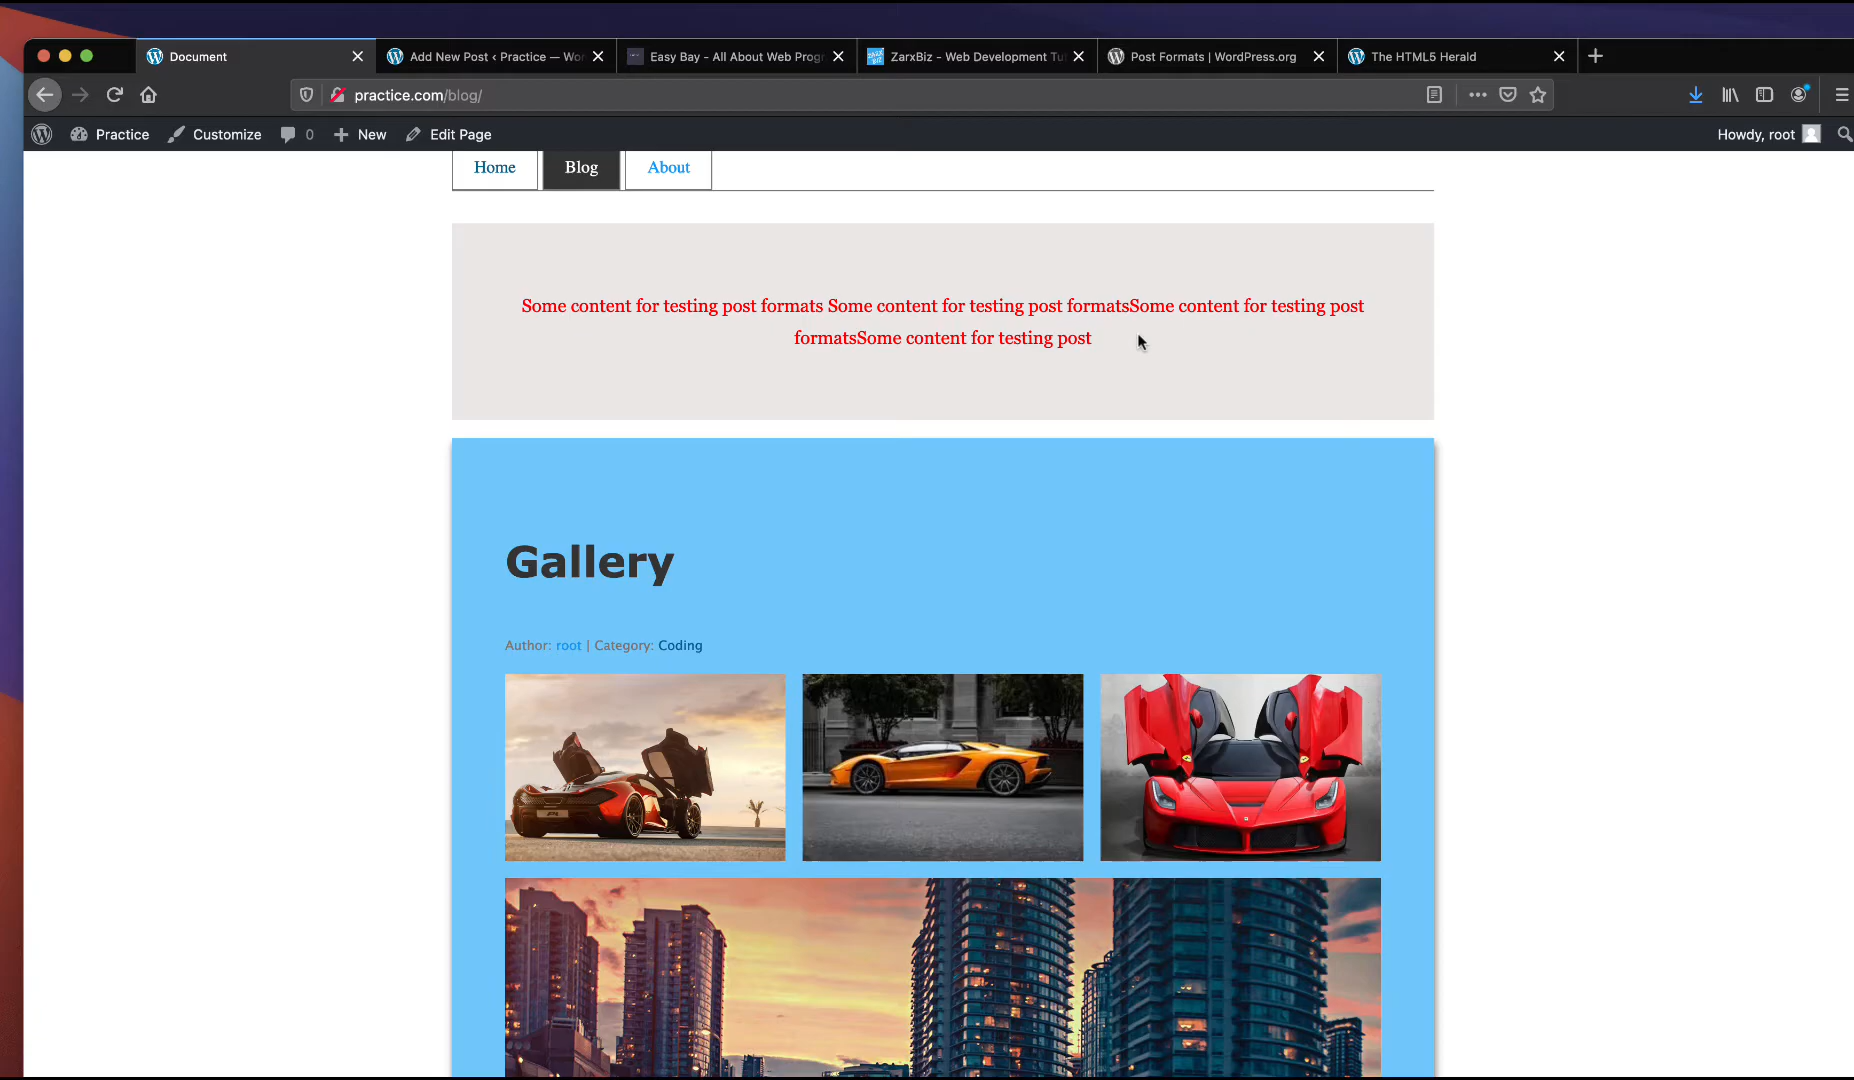 Document
Add New Post ‹ Practice — Wor
Easy Bay - All About Web Progr
ZarxBiz - Web Development Tu
Post Formats | WordPress.org
The HTML5 Herald
practice.com/blog/
Practice
Customize
0
New
Edit Page
Howdy, root
Home
Blog
About
Some content for testing post formats Some content for testing post formatsSome content for testing post
formatsSome content for testing post
Gallery
Author: root | Category: Coding